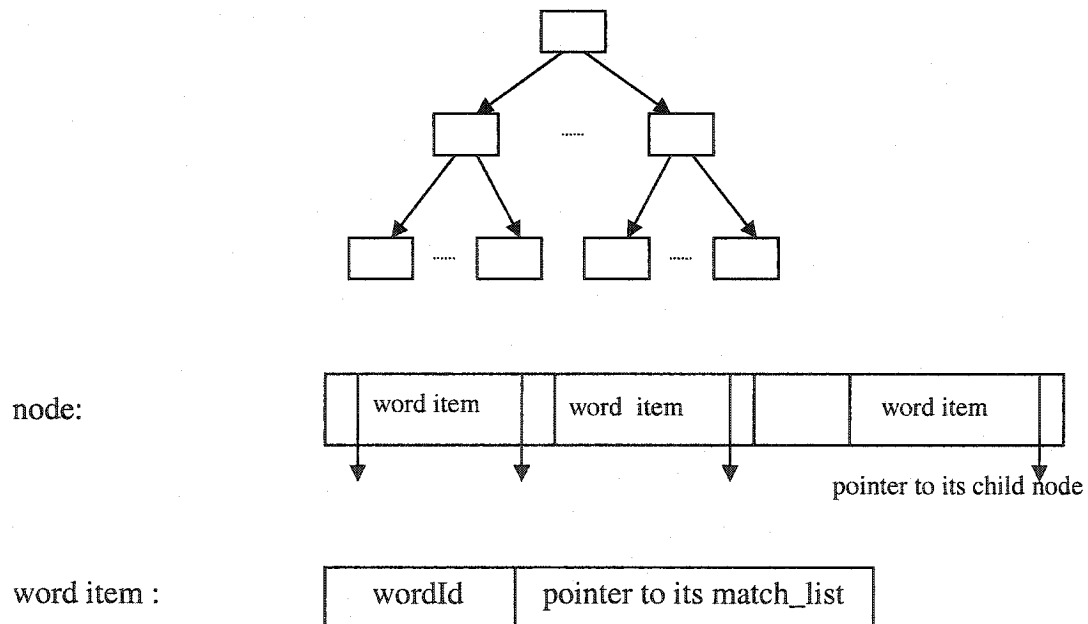 ......
...... ......
node:
word item word item word item
pointer to its child node
word item :
wordId pointer to its match_list